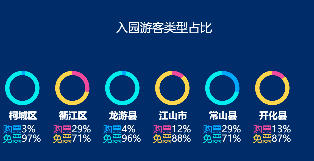 入园游客类型占比
柯城区 衢江区 龙游县 江山市 常山县 开化县
购票3% 购票29% 购票4% 购票12% 购票29% 购票13%
免票97% 免票71% 免票96% 免票88% 免票71% 免票87%